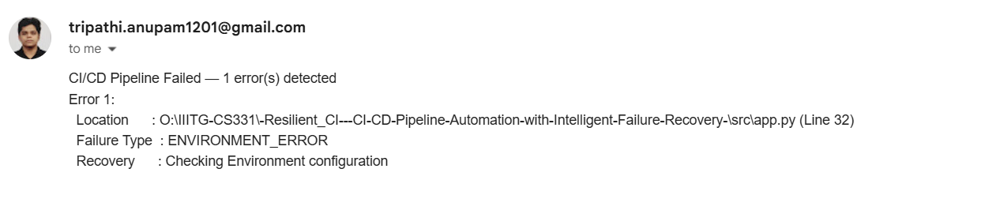 tripathi.anupam1201@gmail.com
to me
CI/CD Pipeline Failed — 1 error(s) detected
Error 1:
Location : O:\IIITG-CS331\-Resilient_CI---CI-CD-Pipeline-Automation-with-Intelligent-Failure-Recovery-\src\app.py (Line 32)
Failure Type : ENVIRONMENT_ERROR
Recovery : Checking Environment configuration